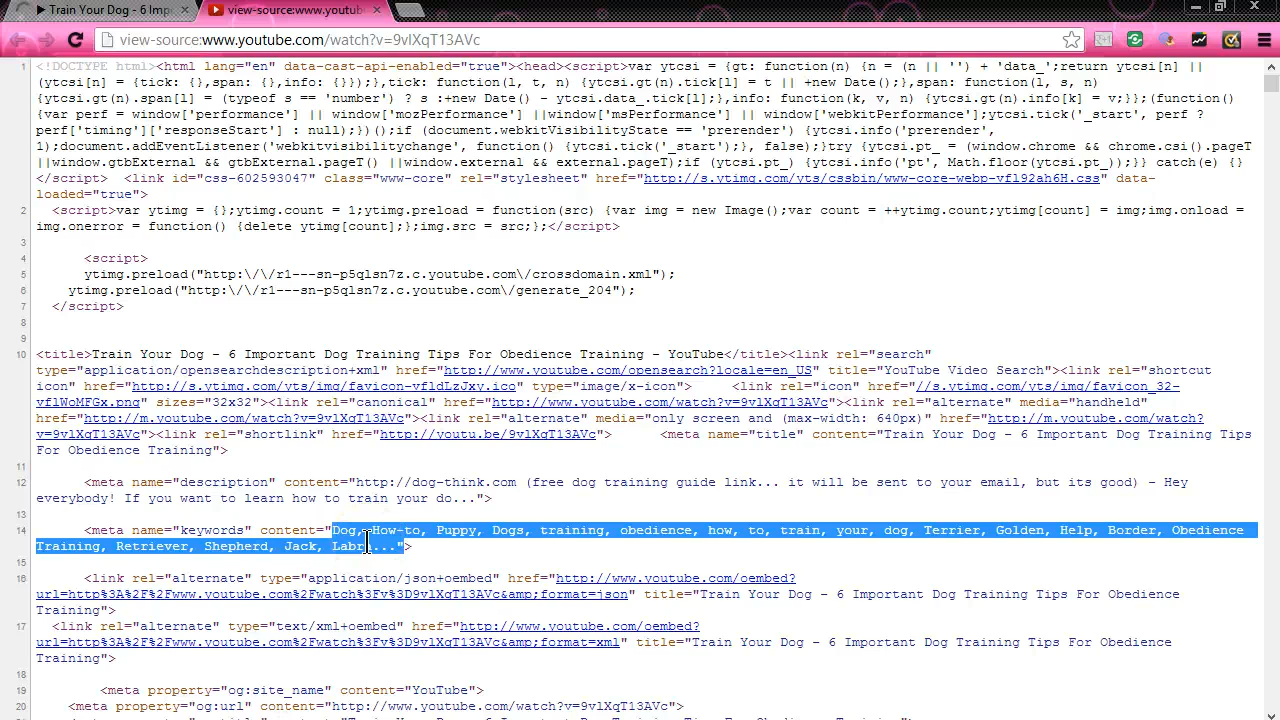 Train Your Dog - 6 Imp
view-source:www.youtub
view-source:www.youtube.com/watch?v=9vlXqT13AVc
1 <!DOCTYPE html><html lang="en" data-cast-api-enabled="true"><head><script>var ytcsi = {gt: function(n) {n = (n || '') + 'data_';return ytcsi[n] ||
(ytcsi[n] = {tick: {},span: {},info: {}});},tick: function(l, t, n) {ytcsi.gt(n).tick[l] = t || +new Date();},span: function(l, s, n)
{ytcsi.gt(n).span[l] = (typeof s == 'number') ? s :+new Date() - ytcsi.data_.tick[l];},info: function(k, v, n) {ytcsi.gt(n).info[k] = v;}};(function()
{var perf = window['performance'] || window['mozPerformance'] ||window['msPerformance'] ||window['webkitPerformance'];ytcsi.tick('_start', perf ?
perf['timing']['responseStart'] : null);})();if (document.webkitVisibilityState == 'prerender') {ytcsi.info('prerender',
1);document.addEventListener('webkitvisibilitychange', function() {ytcsi.tick('_start');}, false);}try {ytcsi.pt_ = (window.chrome && chrome.csi().pageT
||window.gtbExternal && gtbExternal.pageT() ||window.external && external.pageT);if (ytcsi.pt_) {ytcsi.info('pt', Math.floor(ytcsi.pt_));}} catch(e) {}
</script> <link id="css-602593047" class="www-core" rel="stylesheet" href="http://s.ytimg.com/yts/cssbin/www-core-webp-vfl92ah6H.css" data-
loaded="true">
2 <script>var ytimg = {};ytimg.count = 1;ytimg.preload = function(src) {var img = new Image();var count = ++ytimg.count;ytimg[count] = img;img.onload =
img.onerror = function() {delete ytimg[count];};img.src = src;};</script>
3
4 <script>
5 ytimg.preload("http:\/\/r1---sn-p5qlsn7z.c.youtube.com\/crossdomain.xml");
6 ytimg.preload("http:\/\/r1---sn-p5qlsn7z.c.youtube.com\/generate_204");
7 </script>
8
9
10 <title>Train Your Dog - 6 Important Dog Training Tips For Obedience Training - YouTube</title><link rel="search"
type="application/opensearchdescription+xml" href="http://www.youtube.com/opensearch?locale=en_US" title="YouTube Video Search"><link rel="shortcut
icon" href="http://s.ytimg.com/yts/img/favicon-vfldLzJxy.ico" type="image/x-icon"> <link rel="icon" href="//s.ytimg.com/yts/img/favicon_32-
vflWoMFGx.png" sizes="32x32"><link rel="canonical" href="http://www.youtube.com/watch?v=9vlXqT13AVc"><link rel="alternate" media="handheld"
href="http://m.youtube.com/watch?v=9vlXqT13AVc"><link rel="alternate" media="only screen and (max-width: 640px)" href="http://m.youtube.com/watch?
v=9vlXqT13AVc"><link rel="shortlink" href="http://youtu.be/9vlXqT13AVc"> <meta name="title" content="Train Your Dog - 6 Important Dog Training Tips
For Obedience Training">
11
12 <meta name="description" content="http://dog-think.com (free dog training guide link... it will be sent to your email, but its good) - Hey
everybody! If you want to learn how to train your do...">
13
14 <meta name="keywords" content="Dog, How-to, Puppy, Dogs, training, obedience, how, to, train, your, dog, Terrier, Golden, Help, Border, Obedience
Training, Retriever, Shepherd, Jack, Labr...">
15
16 <link rel="alternate" type="application/json+oembed" href="http://www.youtube.com/oembed?
url=http%3A%2F%2Fwww.youtube.com%2Fwatch%3Fv%3D9vlXqT13AVc&amp;format=json" title="Train Your Dog - 6 Important Dog Training Tips For Obedience
Training">
17 <link rel="alternate" type="text/xml+oembed" href="http://www.youtube.com/oembed?
url=http%3A%2F%2Fwww.youtube.com%2Fwatch%3Fv%3D9vlXqT13AVc&amp;format=xml" title="Train Your Dog - 6 Important Dog Training Tips For Obedience
Training">
18
19 <meta property="og:site_name" content="YouTube">
20 <meta property="og:url" content="http://www.youtube.com/watch?v=9vlXqT13AVc">